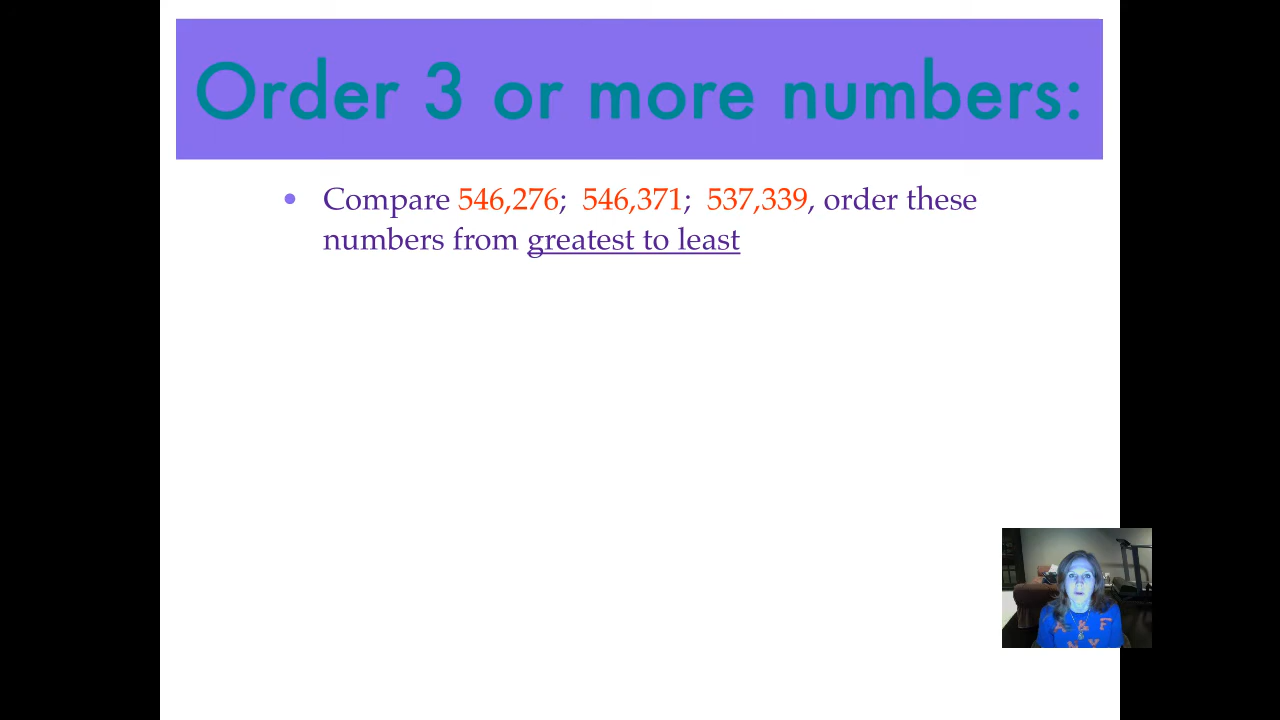 Order 3 or more numbers:
• Compare 546,276; 546,371; 537,339, order these
numbers from greatest to least
A & F
N Y